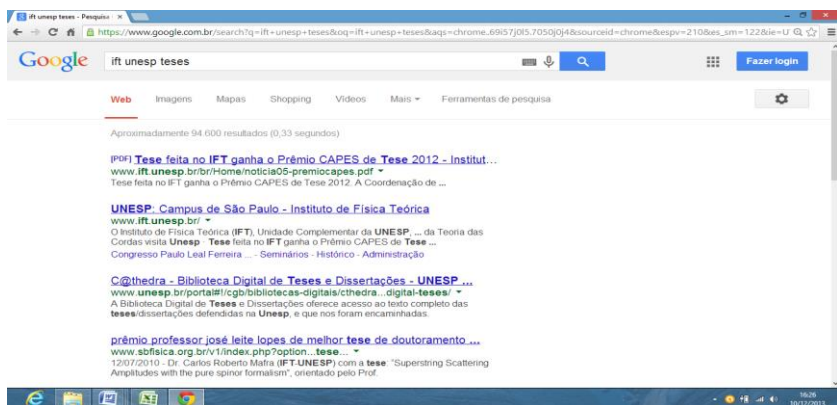 ift unesp teses - Pesquisa
https://www.google.com.br/search?q=ift+unesp+teses&oq=ift+unesp+teses&aqs=chrome..69i57j0l5.7050j0j4&sourceid=chrome&espv=210&es_sm=122&ie=U
Google
ift unesp teses
Fazer login
Web Imagens Mapas Shopping Vídeos Mais Ferramentas de pesquisa
Aproximadamente 94.600 resultados (0,33 segundos)
[PDF] Tese feita no IFT ganha o Prêmio CAPES de Tese 2012 - Institut...
www.ift.unesp.br/br/Home/noticia05-premiocapes.pdf
Tese feita no IFT ganha o Prêmio CAPES de Tese 2012. A Coordenação de ...
UNESP: Campus de São Paulo - Instituto de Física Teórica
www.ift.unesp.br/
O Instituto de Física Teórica (IFT), Unidade Complementar da UNESP, ... da Teoria das
Cordas visita Unesp · Tese feita no IFT ganha o Prêmio CAPES de Tese ...
Congresso Paulo Leal Ferreira ... - Seminários - Histórico - Administração
C@thedra - Biblioteca Digital de Teses e Dissertações - UNESP ...
www.unesp.br/portal#!/cgb/bibliotecas-digitais/cthedra...digital-teses/
A Biblioteca Digital de Teses e Dissertações oferece acesso ao texto completo das
teses/dissertações defendidas na Unesp, e que nos foram encaminhadas.
prêmio professor josé leite lopes de melhor tese de doutoramento ...
www.sbfisica.org.br/v1/index.php?option...tese...
12/07/2010 - Dr. Carlos Roberto Mafra (IFT-UNESP) com a tese: "Superstring Scattering
Amplitudes with the pure spinor formalism", orientado pelo Prof.
16:26
10/12/2013